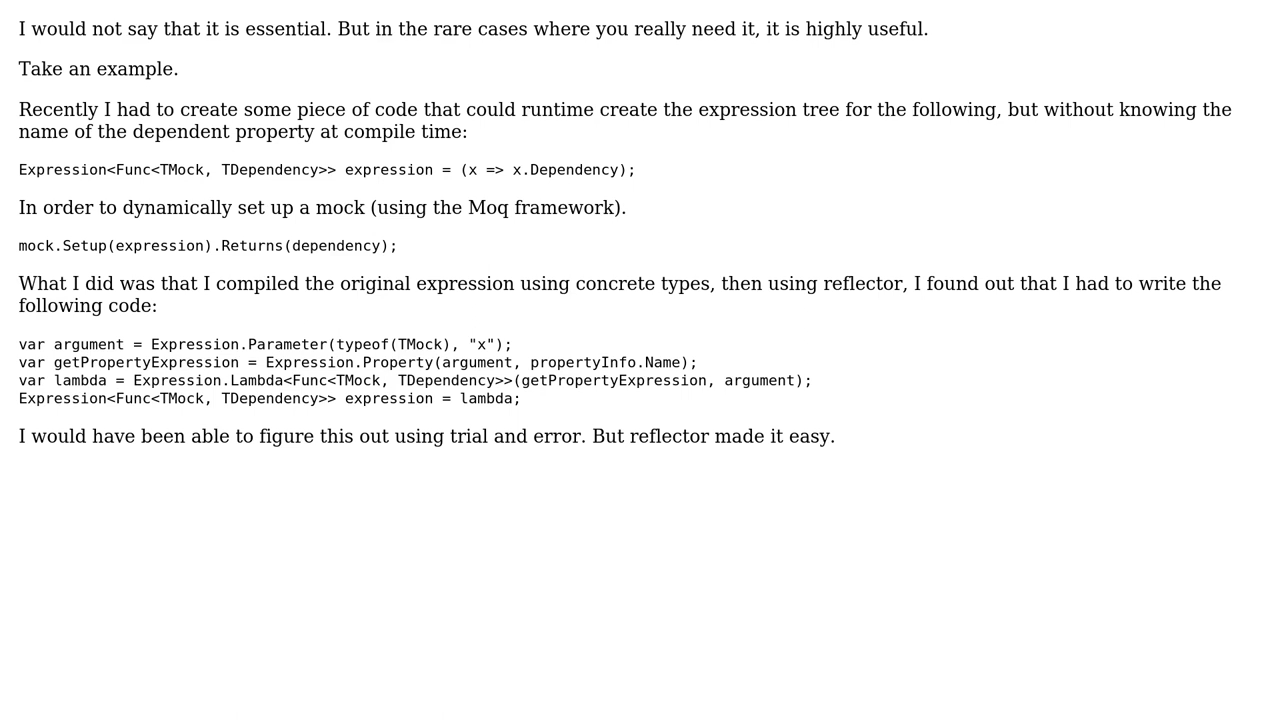 I would not say that it is essential. But in the rare cases where you really need it, it is highly useful.
Take an example.
Recently I had to create some piece of code that could runtime create the expression tree for the following, but without knowing the
name of the dependent property at compile time:
Expression<Func<TMock, TDependency>> expression = (x => x.Dependency);
In order to dynamically set up a mock (using the Moq framework).
mock.Setup(expression).Returns(dependency);
What I did was that I compiled the original expression using concrete types, then using reflector, I found out that I had to write the
following code:
var argument = Expression.Parameter(typeof(TMock), "x");
var getPropertyExpression = Expression.Property(argument, propertyInfo.Name);
var lambda = Expression.Lambda<Func<TMock, TDependency>>(getPropertyExpression, argument);
Expression<Func<TMock, TDependency>> expression = lambda;
I would have been able to figure this out using trial and error. But reflector made it easy.